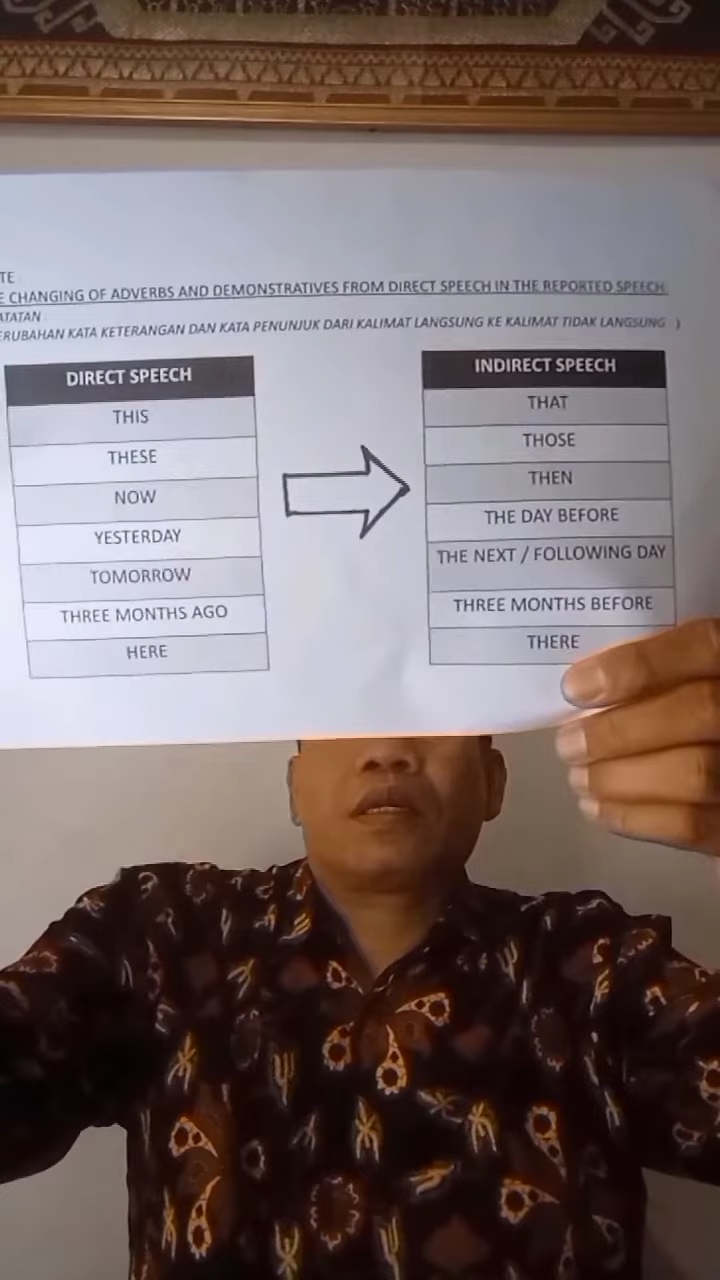 TE
E CHANGING OF ADVERBS AND DEMONSTRATIVES FROM DIRECT SPEECH IN THE REPORTED SPEECH
ATATAN
ERUBAHAN KATA KETERANGAN DAN KATA PENUNJUK DARI KALIMAT LANGSUNG KE KALIMAT TIDAK LANGSUNG )
DIRECT SPEECH
THIS
THESE
NOW
YESTERDAY
TOMORROW
THREE MONTHS AGO
HERE
INDIRECT SPEECH
THAT
THOSE
THEN
THE DAY BEFORE
THE NEXT / FOLLOWING DAY
THREE MONTHS BEFORE
THERE